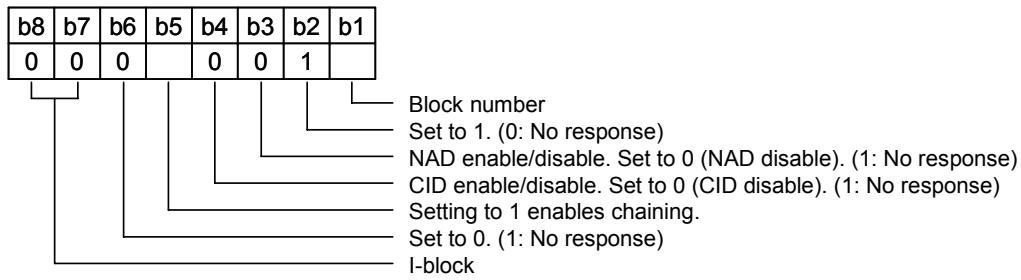 b8 b7 b6 b5 b4 b3 b2 b1
0 0 0 0 0 1
Block number
Set to 1. (0: No response)
NAD enable/disable. Set to 0 (NAD disable). (1: No response)
CID enable/disable. Set to 0 (CID disable). (1: No response)
Setting to 1 enables chaining.
Set to 0. (1: No response)
I-block